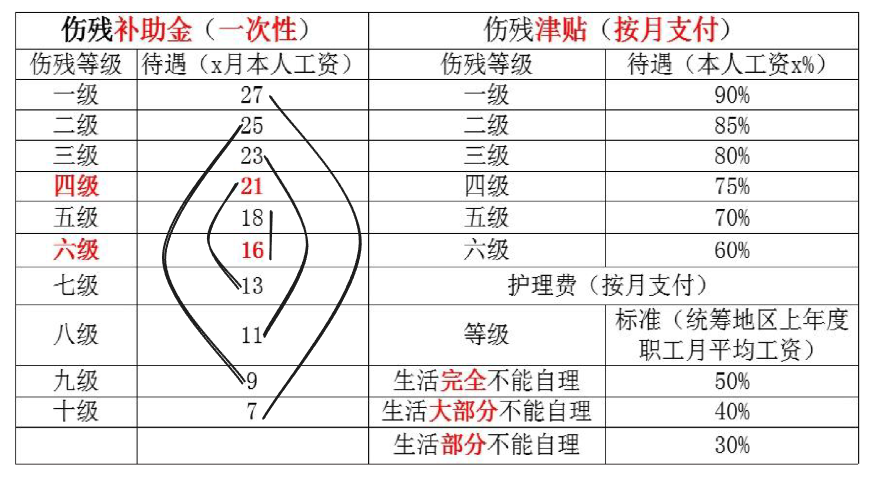 伤残补助金（一次性） 伤残津贴（按月支付）
伤残等级 待遇（x月本人工资） 伤残等级 待遇（本人工资x%）
一级 27 一级 90%
二级 25 二级 85%
三级 23 三级 80%
四级 21 四级 75%
五级 18 五级 70%
六级 16 六级 60%
七级 13 护理费（按月支付）
八级 11 等级 标准（统筹地区上年度
职工月平均工资）
九级 9 生活完全不能自理 50%
十级 7 生活大部分不能自理 40%
生活部分不能自理 30%